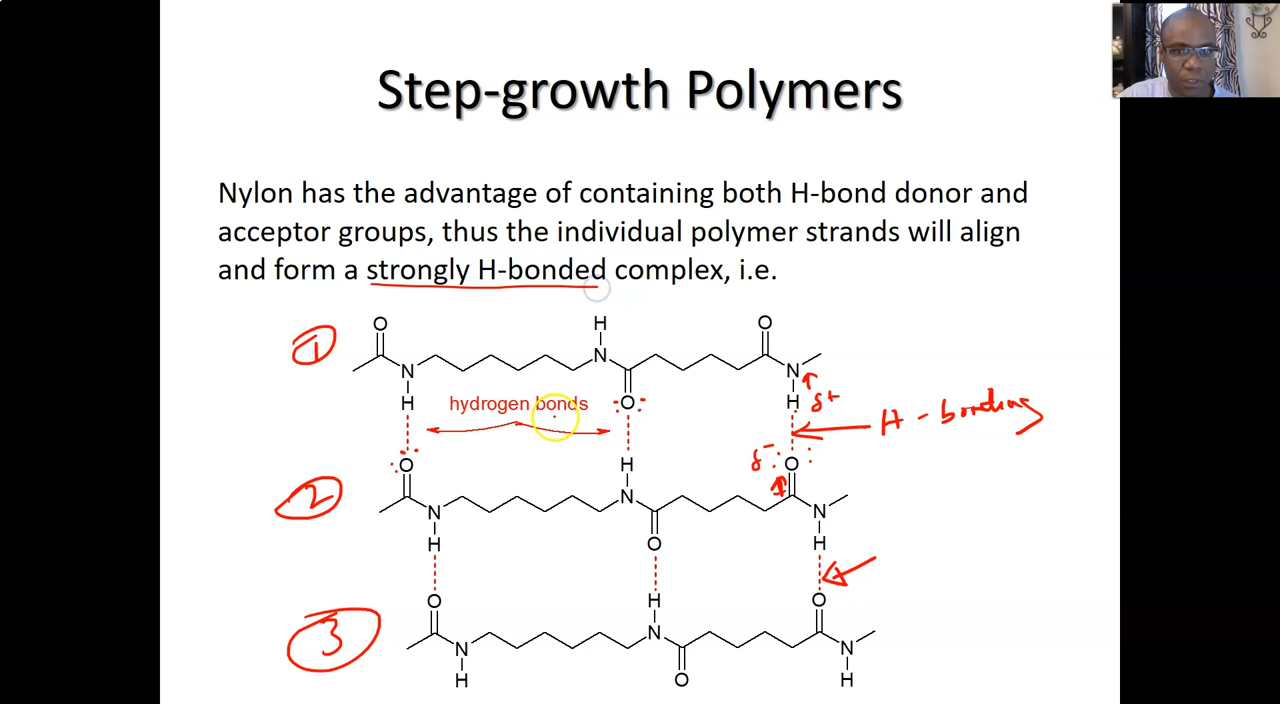 Step-growth Polymers
Nylon has the advantage of containing both H-bond donor and
acceptor groups, thus the individual polymer strands will align
and form a strongly H-bonded complex, i.e.
O H O
1
N N
N
H hydrogen bonds O H δ+ H-bonding
O H δ- O
2
N N N
H O H
O H O
3
N N N
H O H